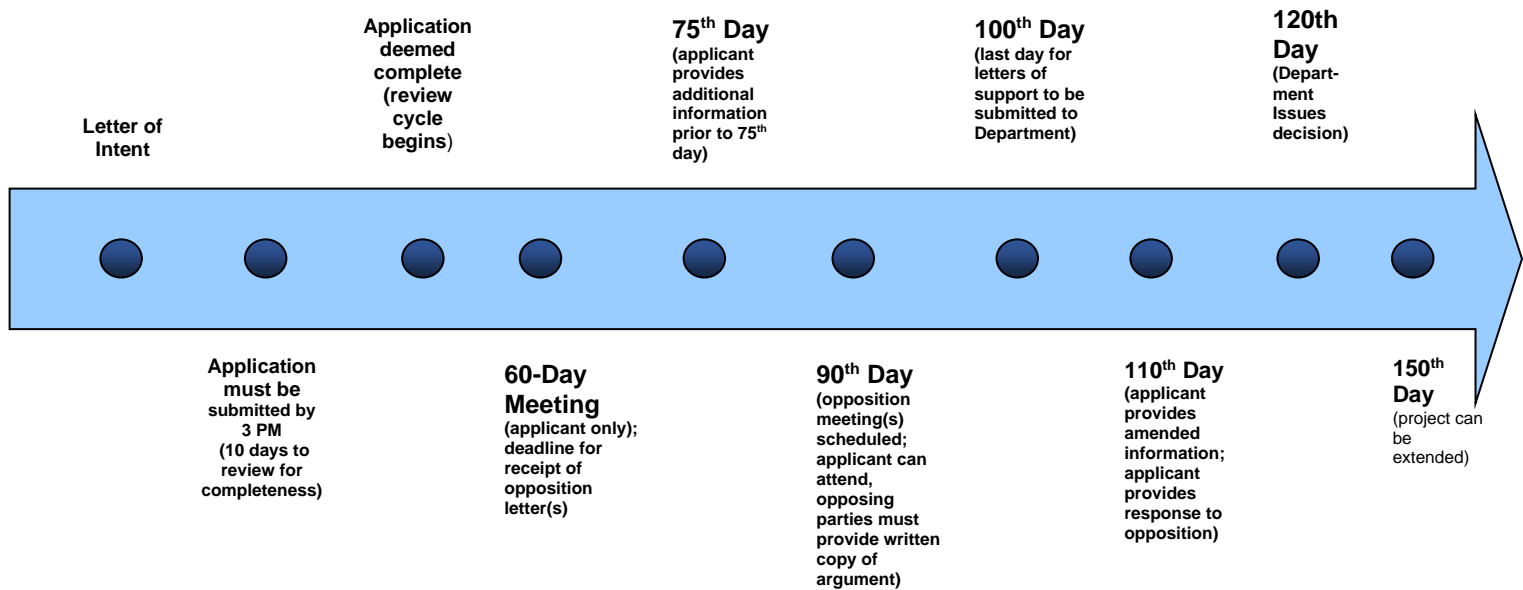 Letter of
Intent
Application
must be
submitted by
3 PM
(10 days to
review for
completeness)
Application
deemed
complete
(review
cycle
begins)
60-Day
Meeting
(applicant only);
deadline for
receipt of
opposition
letter(s)
75th Day
(applicant
provides
additional
information
prior to 75th
day)
90th Day
(opposition
meeting(s)
scheduled;
applicant can
attend,
opposing
parties must
provide written
copy of
argument)
100th Day
(last day for
letters of
support to be
submitted to
Department)
110th Day
(applicant
provides
amended
information;
applicant
provides
response to
opposition)
120th
Day
(Depart-
ment
Issues
decision)
150th
Day
(project can
be
extended)